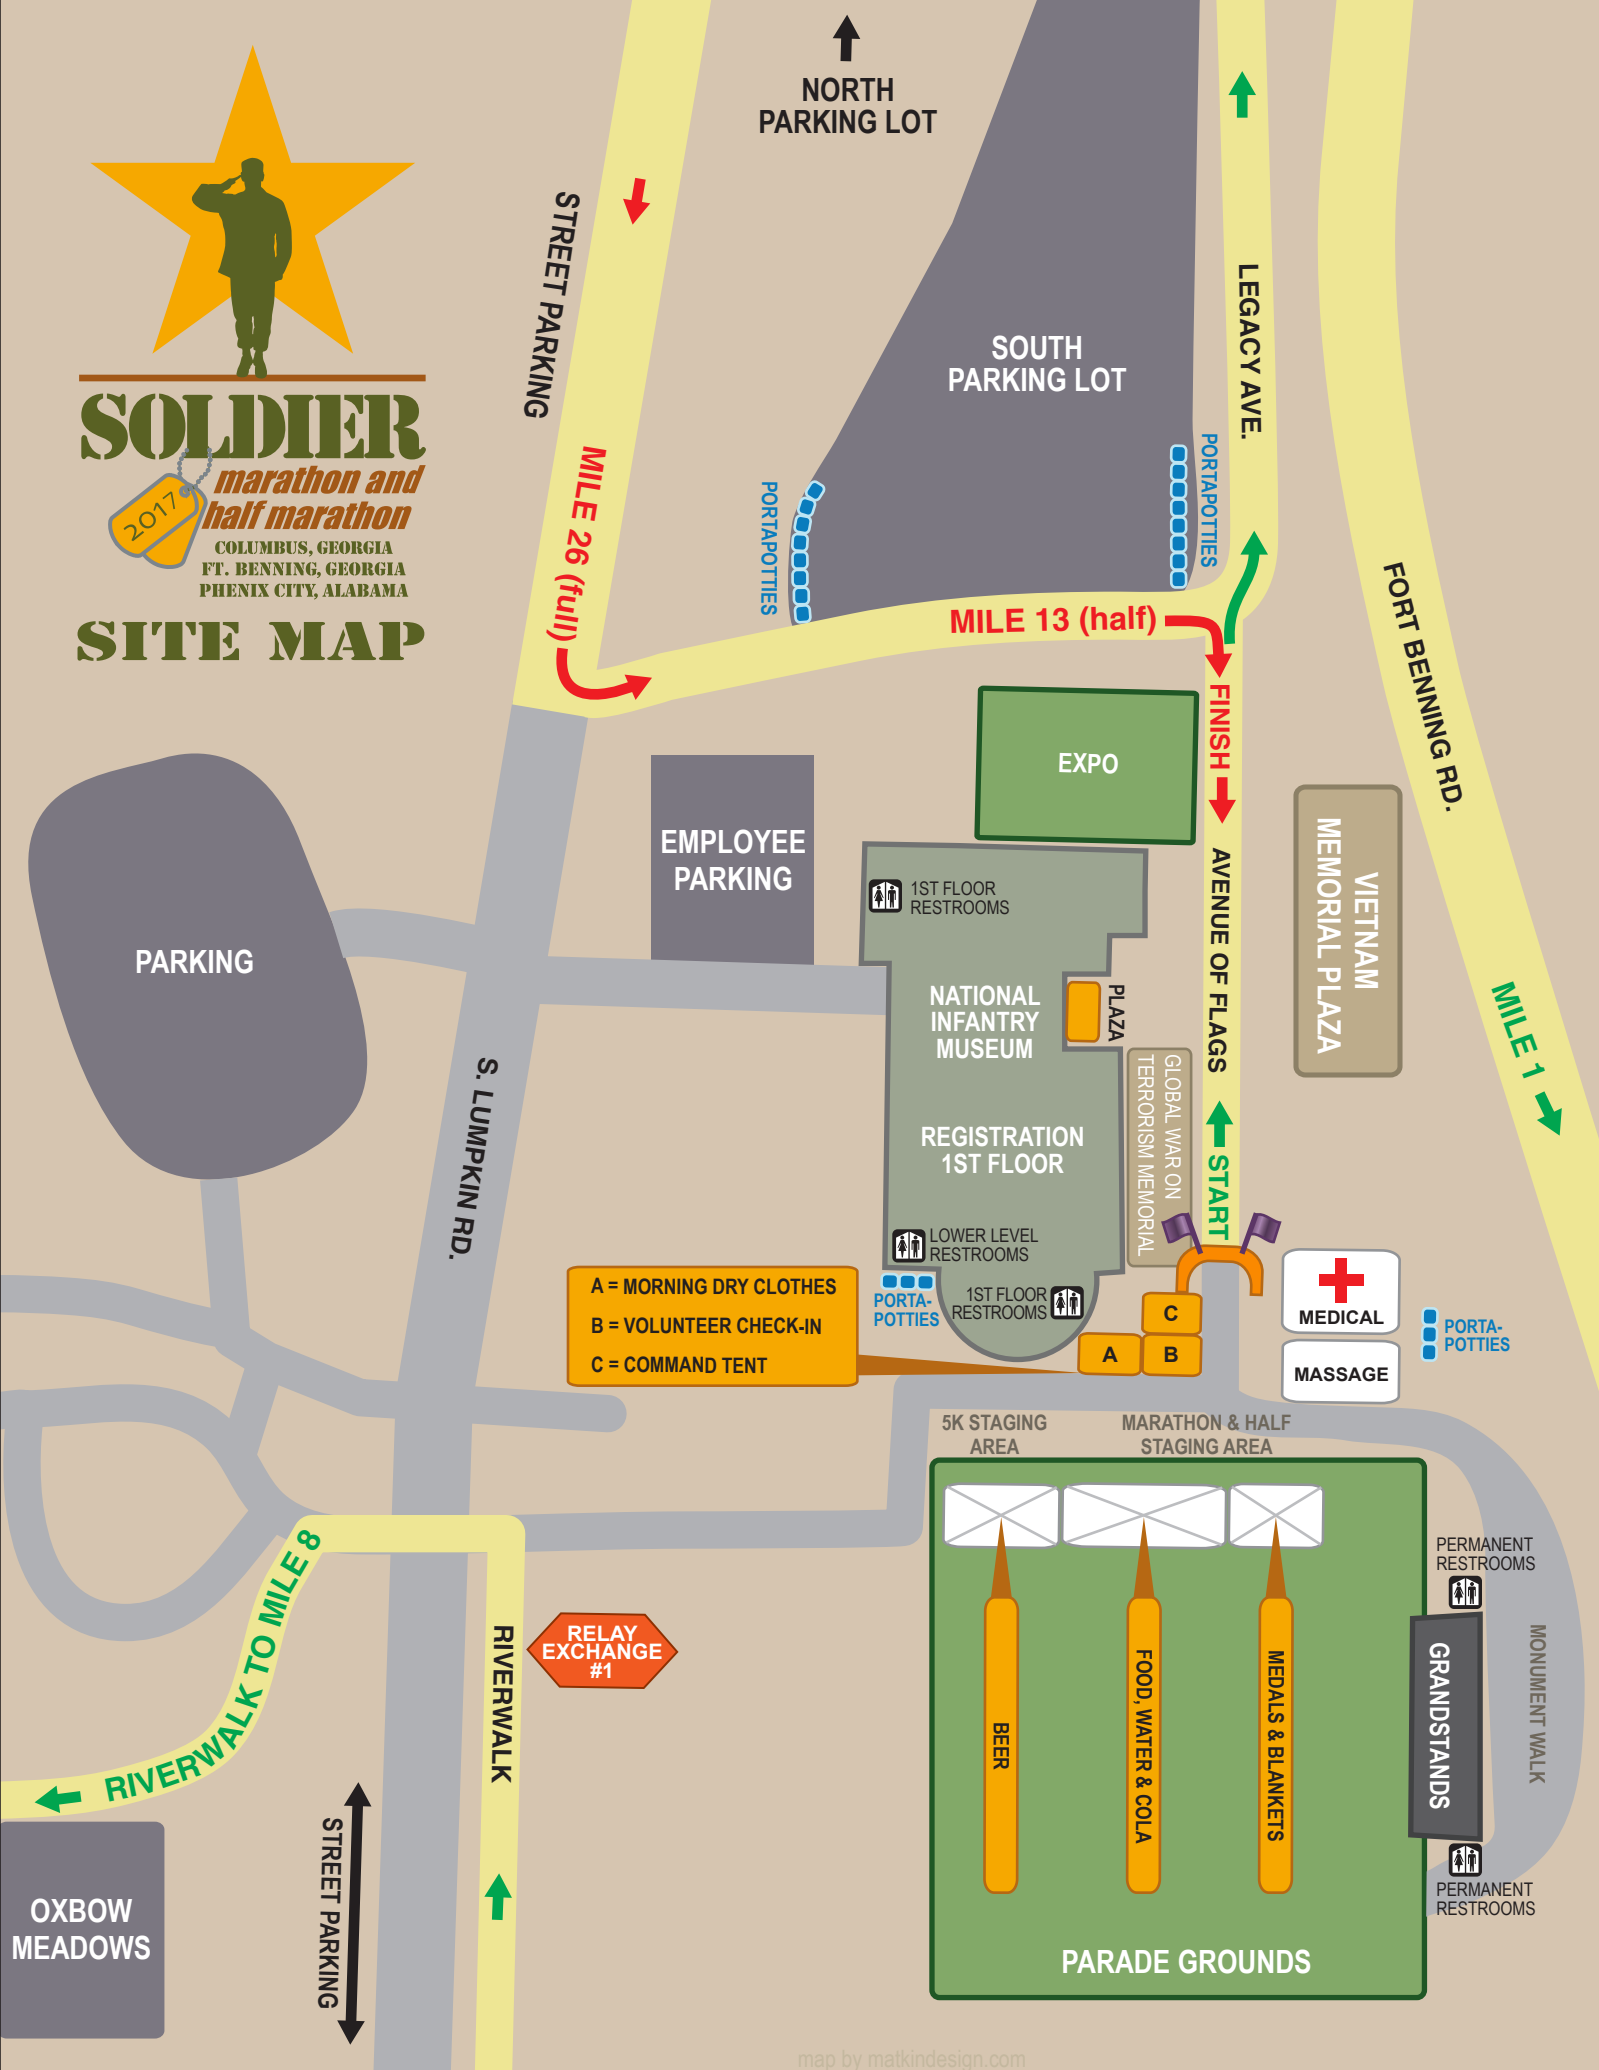 NORTH
PARKING LOT
STREET PARKING
SOLDIER
marathon and
half marathon
2017
COLUMBUS, GEORGIA
FT. BENNING, GEORGIA
PHENIX CITY, ALABAMA
SITE MAP
SOUTH
PARKING LOT
LEGACY AVE.
PORTAPOTTIES
PORTAPOTTIES
MILE 26 (full)
MILE 13 (half)
FINISH
FORT BENNING RD.
EXPO
EMPLOYEE
PARKING
PARKING
1ST FLOOR
RESTROOMS
AVENUE OF FLAGS
VIETNAM
MEMORIAL PLAZA
NATIONAL
INFANTRY
MUSEUM
PLAZA
MILE 1
GLOBAL WAR ON
TERRORISM MEMORIAL
REGISTRATION
1ST FLOOR
START
S. LUMPKIN RD.
LOWER LEVEL
RESTROOMS
PORTA-
POTTIES
1ST FLOOR
RESTROOMS
A = MORNING DRY CLOTHES
B = VOLUNTEER CHECK-IN
C = COMMAND TENT
C
A
B
MEDICAL
MASSAGE
PORTA-
POTTIES
5K STAGING
AREA
MARATHON & HALF
STAGING AREA
PERMANENT
RESTROOMS
RIVERWALK TO MILE 8
RIVERWALK
RELAY
EXCHANGE
#1
BEER
FOOD, WATER & COLA
MEDALS & BLANKETS
GRANDSTANDS
MONUMENT WALK
PERMANENT
RESTROOMS
STREET PARKING
OXBOW
MEADOWS
PARADE GROUNDS
map by matkindesign.com